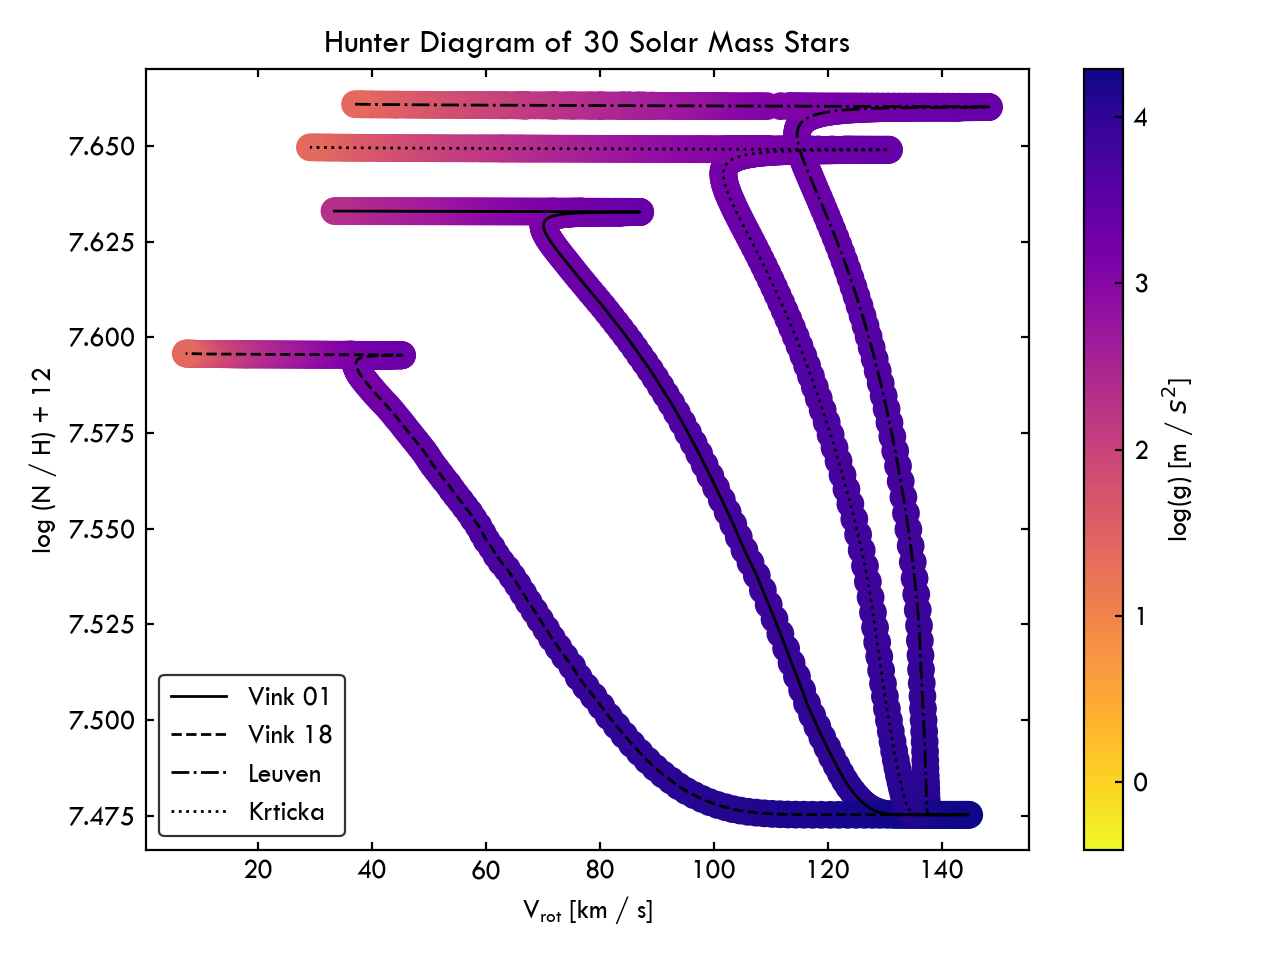 Hunter Diagram of 30 Solar Mass Stars
7.650
7.625
7.600
7.575
7.550
7.525
7.500
7.475
log (N / H) + 12
Vink 01
Vink 18
Leuven
Krticka
20 40 60 80 100 120 140
V_rot [km / s]
4
3
2
1
0
log(g) [m / s²]